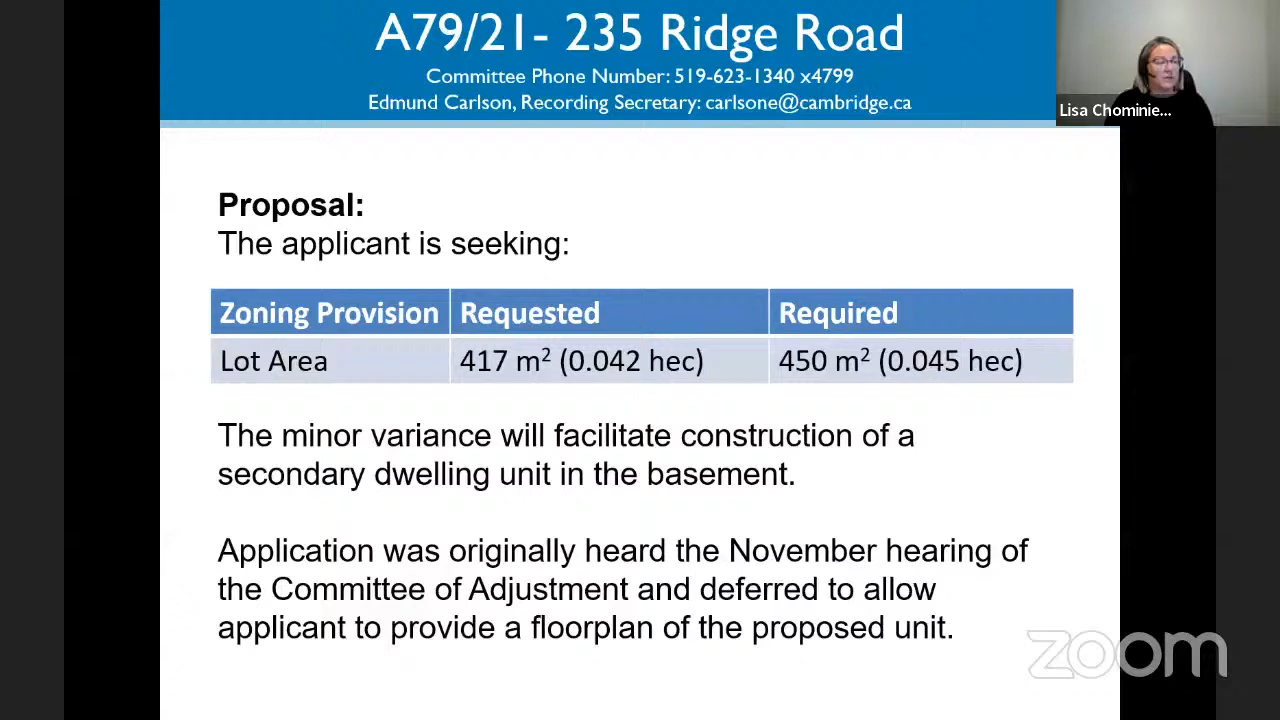 A79/21- 235 Ridge Road
Committee Phone Number: 519-623-1340 x4799
Edmund Carlson, Recording Secretary: carlsone@cambridge.ca
Lisa Chominie...
Proposal:
The applicant is seeking:
Zoning Provision Requested Required
Lot Area 417 m² (0.042 hec) 450 m² (0.045 hec)
The minor variance will facilitate construction of a
secondary dwelling unit in the basement.
Application was originally heard the November hearing of
the Committee of Adjustment and deferred to allow
applicant to provide a floorplan of the proposed unit.
zoom